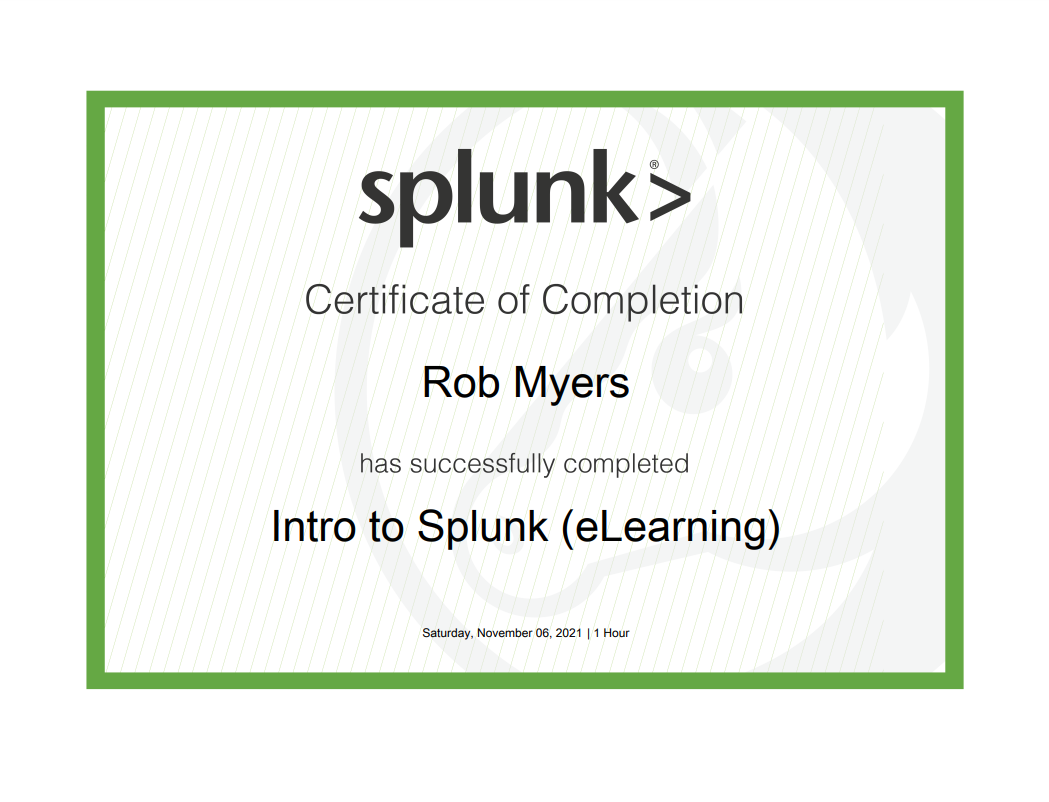 splunk>®
Certificate of Completion
Rob Myers
has successfully completed
Intro to Splunk (eLearning)
Saturday, November 06, 2021 | 1 Hour